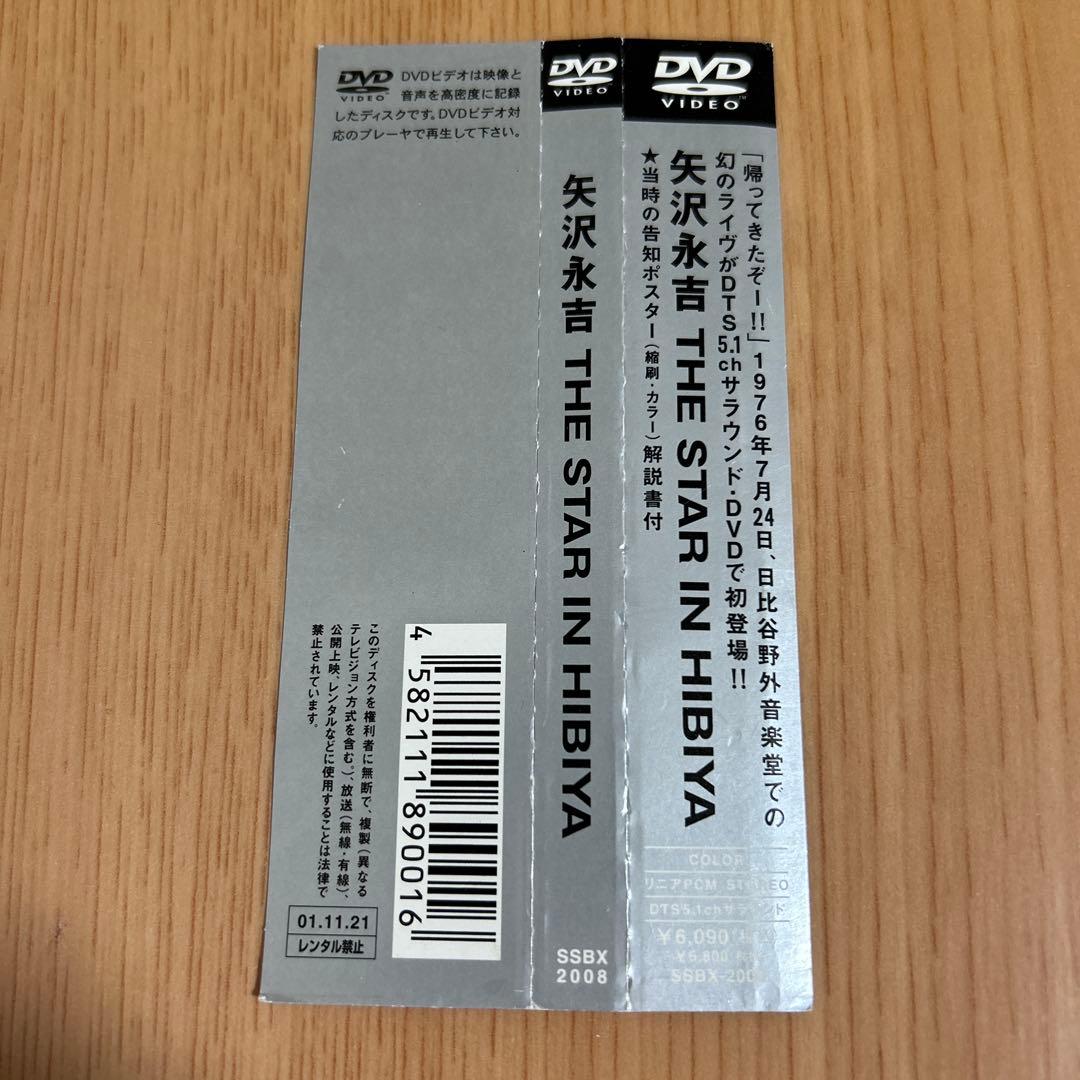 DVD
VIDEO
DVDビデオは映像と
音声を高密度に記録
したディスクです。DVDビデオ対
応のプレーヤで再生して下さい。
このディスクを権利者に無断で、複製(異なる
テレビジョン方式を含む。)、放送(無線・有線)、
公開上映、レンタルなどに使用することは法律で
禁止されています。
4 582111 890016
01.11.21
レンタル禁止
DVD
VIDEO
矢沢永吉 THE STAR IN HIBIYA
SSBX
2008
DVD
VIDEO™
「帰ってきたぞー!!」1976年7月24日、日比谷野外音楽堂での
幻のライヴがDTS5.1chサラウンド・DVDで初登場!!
矢沢永吉 THE STAR IN HIBIYA
★当時の告知ポスター(縮刷・カラー)解説書付
COLOR
リニアPCM STEREO
DTS5.1chサラウンド
¥6,090
¥5,800